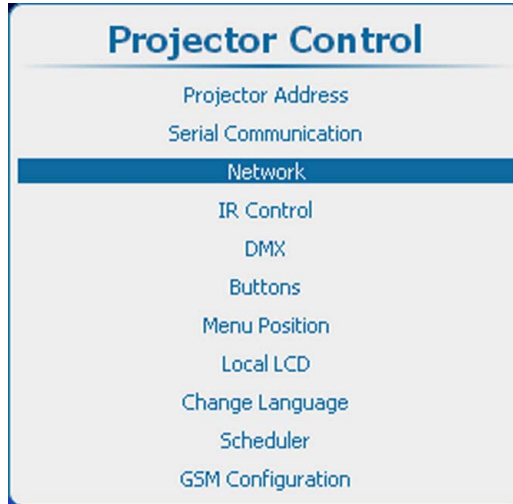 Projector Control
Projector Address
Serial Communication
Network
IR Control
DMX
Buttons
Menu Position
Local LCD
Change Language
Scheduler
GSM Configuration